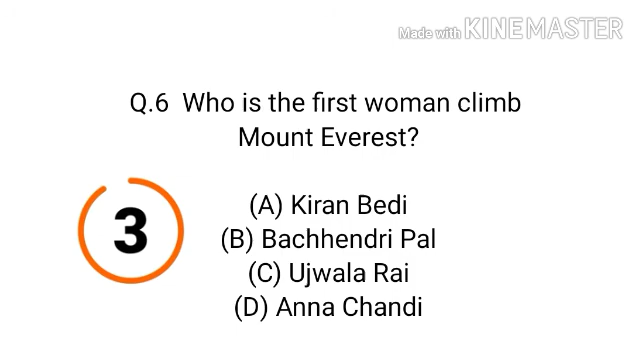 Made with KINEMASTER
Q.6 Who is the first woman climb
Mount Everest?
3
(A) Kiran Bedi
(B) Bachhendri Pal
(C) Ujwala Rai
(D) Anna Chandi